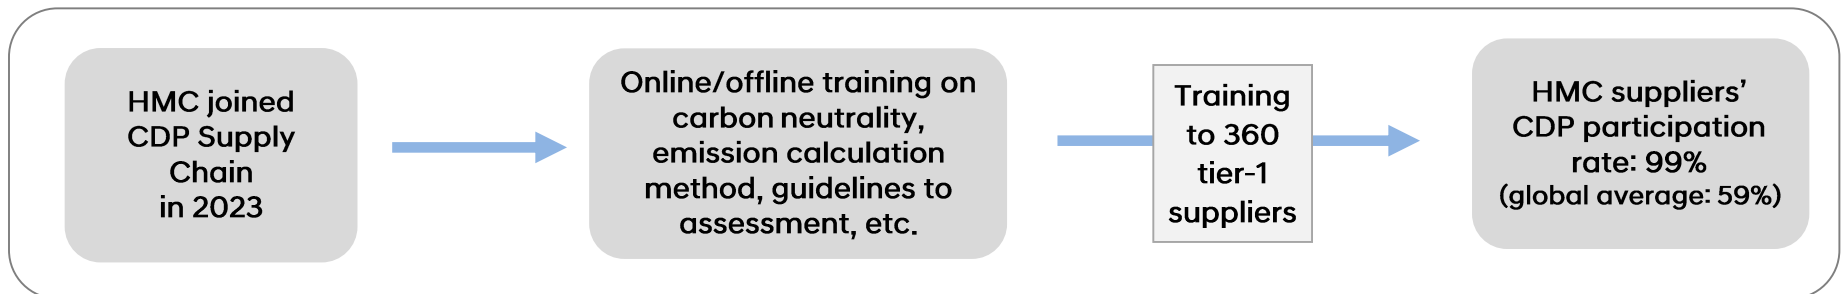 HMC joined
CDP Supply
Chain
in 2023
Online/offline training on
carbon neutrality,
emission calculation
method, guidelines to
assessment, etc.
Training
to 360
tier-1
suppliers
HMC suppliers’
CDP participation
rate: 99%
(global average: 59%)